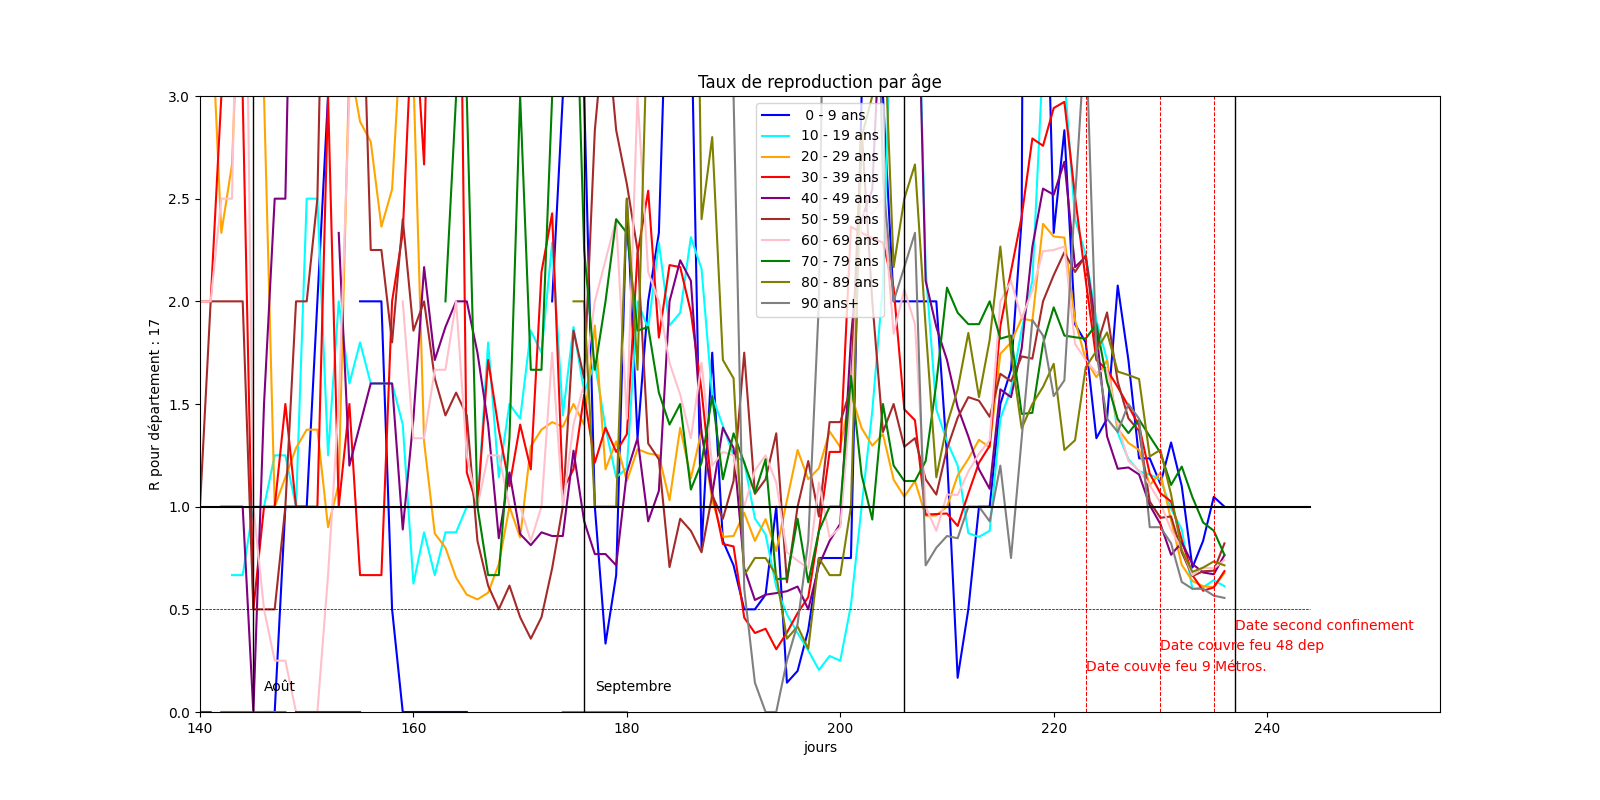 Taux de reproduction par âge
3.0
2.5
2.0
1.5
1.0
0.5
0.0
R pour département : 17
0 - 9 ans
10 - 19 ans
20 - 29 ans
30 - 39 ans
40 - 49 ans
50 - 59 ans
60 - 69 ans
70 - 79 ans
80 - 89 ans
90 ans+
Date second confinement
Date couvre feu 48 dep
Date couvre feu 9 Métros.
Août
Septembre
140
160
180
200
220
240
jours